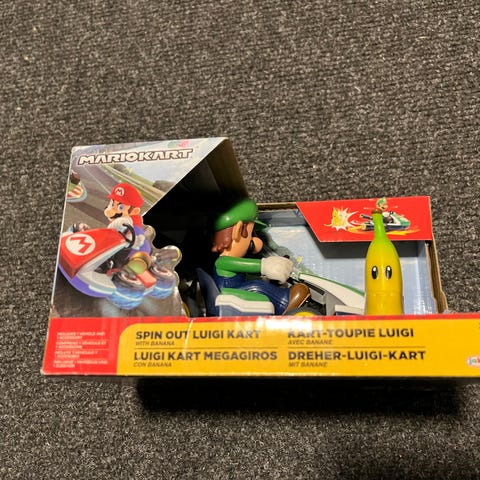 MARIOKART
M
SPIN OUT LUIGI KART
WITH BANANA
LUIGI KART MEGAGIROS
CON BANANA
KART-TOUPIE LUIGI
AVEC BANANE
DREHER-LUIGI-KART
MIT BANANE